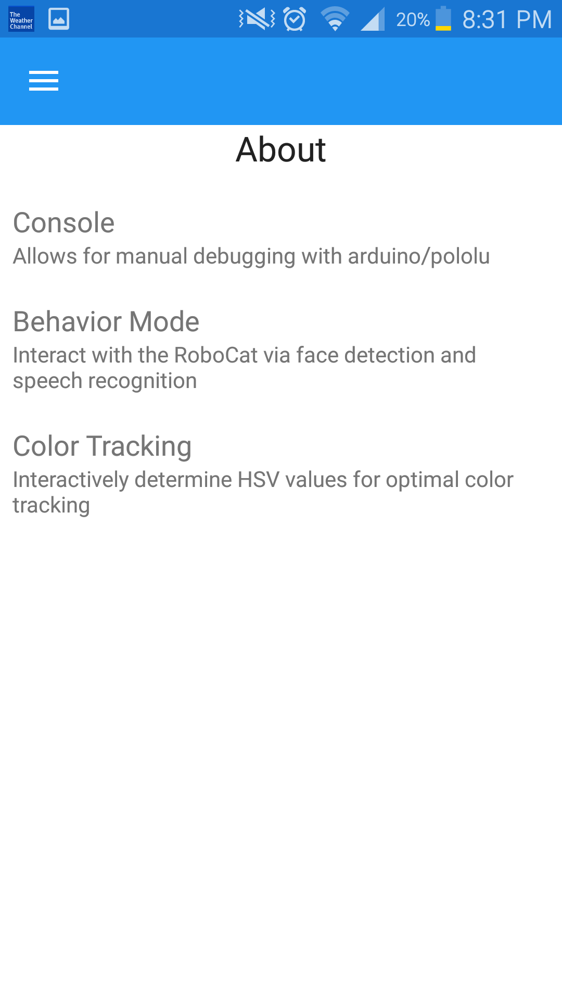 The
Weather
Channel
20% 8:31 PM
About
Console
Allows for manual debugging with arduino/pololu
Behavior Mode
Interact with the RoboCat via face detection and
speech recognition
Color Tracking
Interactively determine HSV values for optimal color
tracking